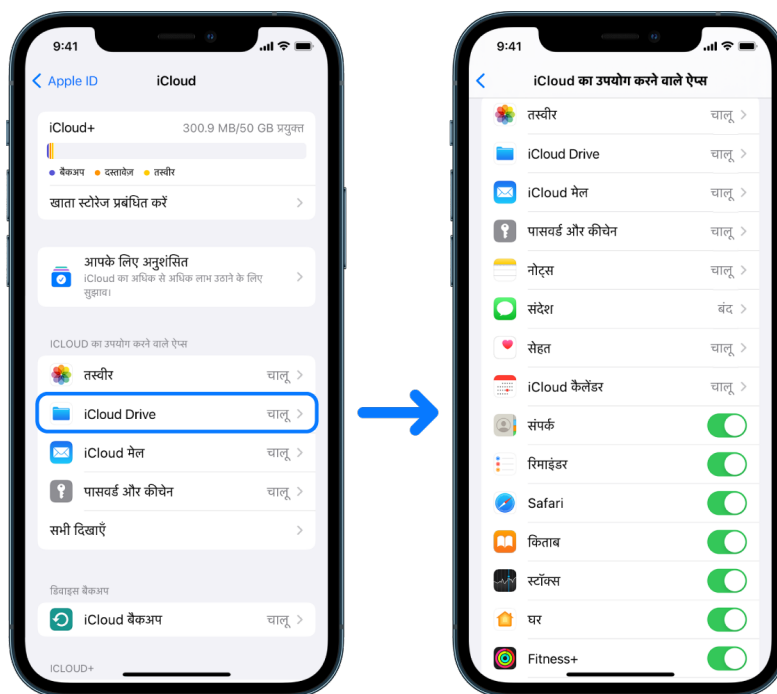 9:41
Apple ID
iCloud
iCloud+ 300.9 MB/50 GB प्रयुक्त
बैकअप दस्तावेज़ तस्वीर
खाता स्टोरेज प्रबंधित करें
आपके लिए अनुशंसित
iCloud का अधिक से अधिक लाभ उठाने के लिए
सुझाव।
ICLOUD का उपयोग करने वाले ऐप्स
तस्वीर चालू
iCloud Drive चालू
iCloud मेल चालू
पासवर्ड और कीचेन चालू
सभी दिखाएँ
डिवाइस बैकअप
iCloud बैकअप चालू
ICLOUD+
9:41
iCloud का उपयोग करने वाले ऐप्स
तस्वीर चालू
iCloud Drive चालू
iCloud मेल चालू
पासवर्ड और कीचेन चालू
नोट्स चालू
संदेश बंद
सेहत चालू
iCloud कैलेंडर चालू
संपर्क
रिमाइंडर
Safari
किताब
स्टॉक्स
घर
Fitness+